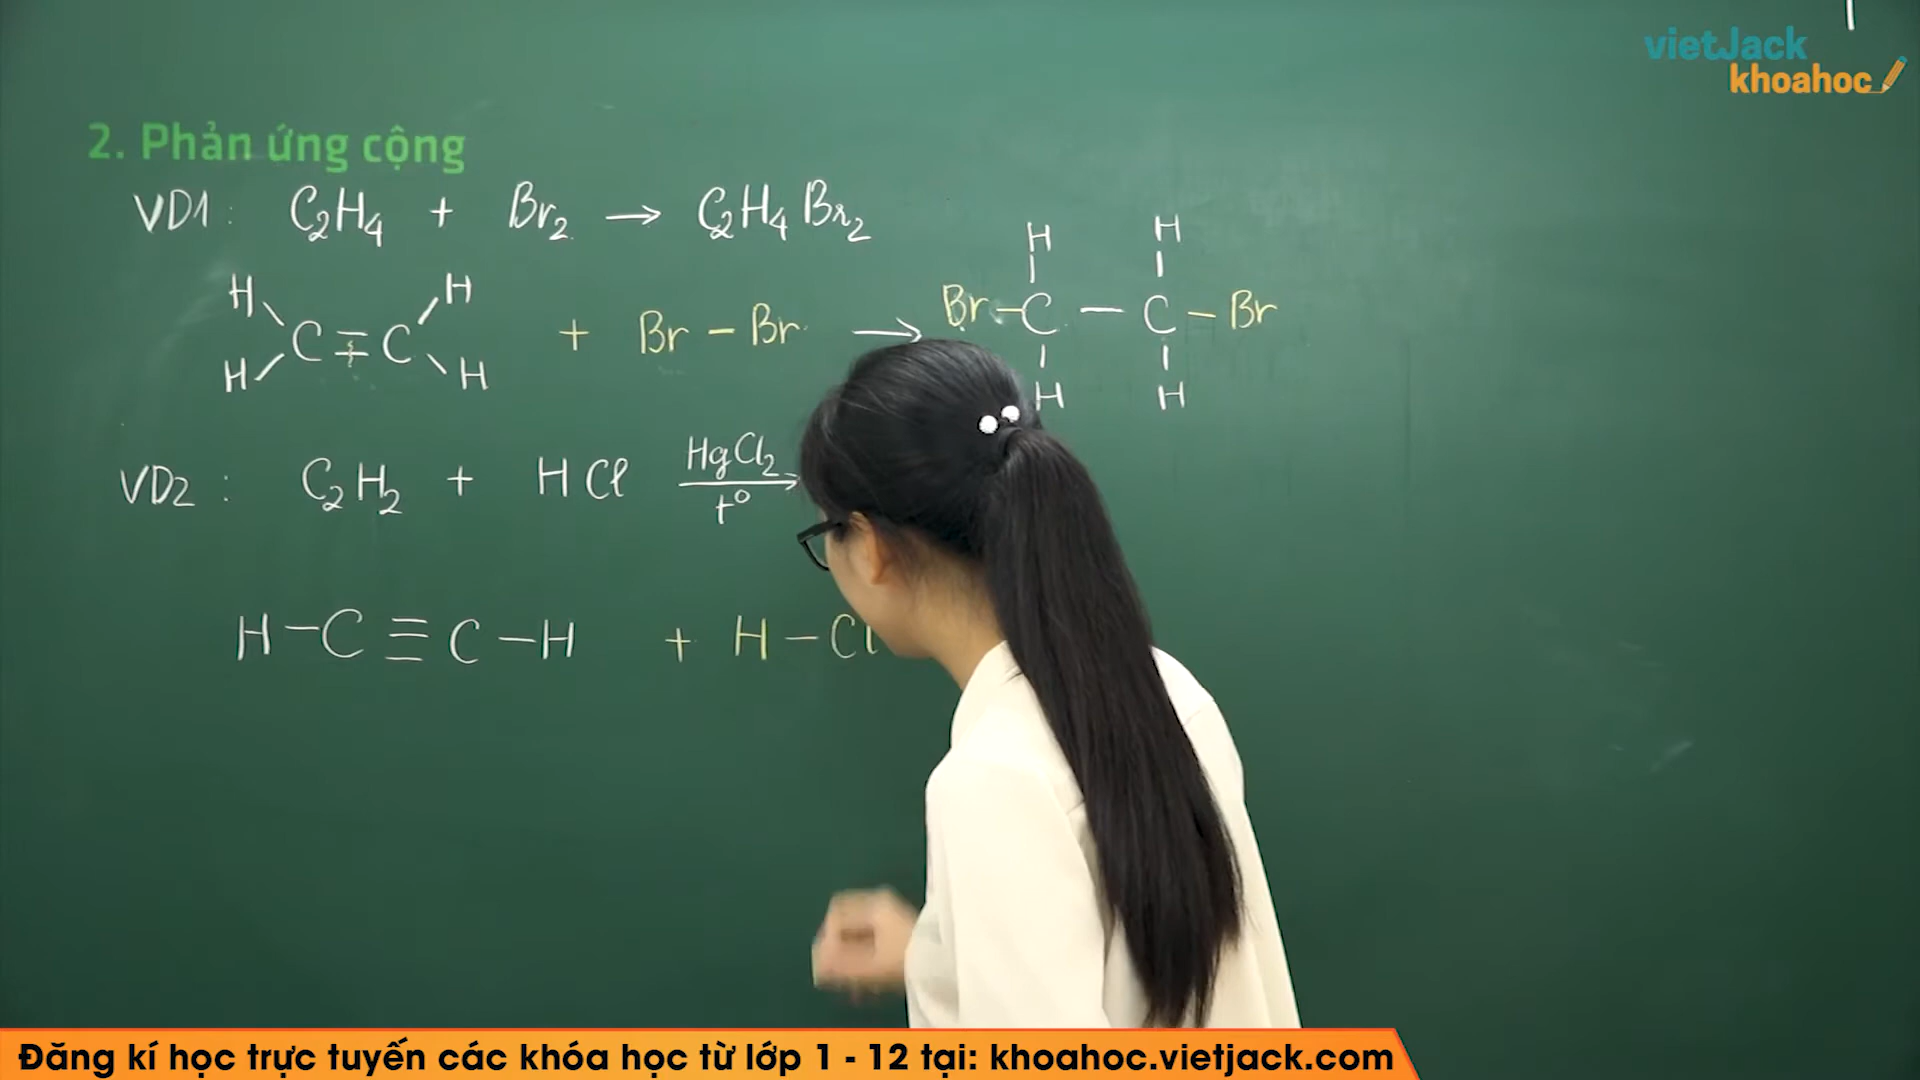 vietJack
khoahoc
2. Phản ứng cộng
VD1: C₂H₄ + Br₂ → C₂H₄Br₂
H H H H
C = C + Br – Br → Br – C – C – Br
H H H H
VD2: C₂H₂ + HCl HgCl₂ t° →
H – C ≡ C – H + H – Cl
Đăng kí học trực tuyến các khóa học từ lớp 1 - 12 tại: khoahoc.vietjack.com